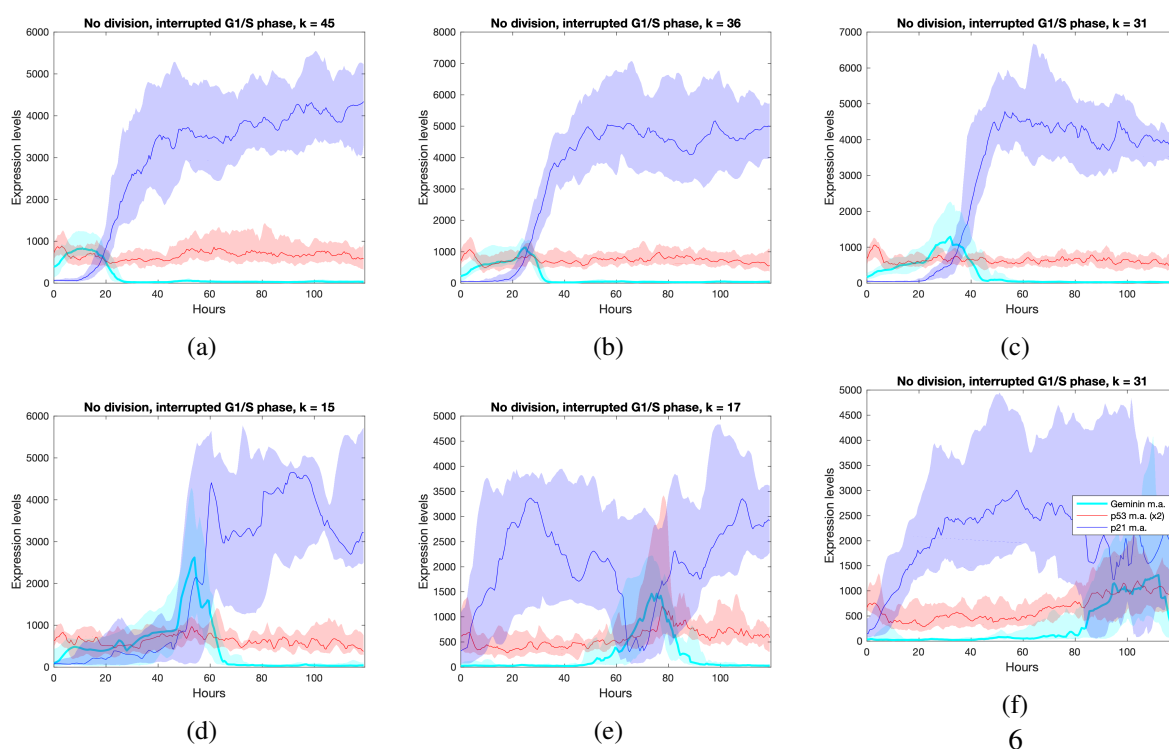 No division, interrupted G1/S phase, k = 45
6000
5000
4000
3000
2000
1000
0
Expression levels
0 20 40 60 80 100
Hours
(a)
No division, interrupted G1/S phase, k = 36
8000
7000
6000
5000
4000
3000
2000
1000
0
Expression levels
0 20 40 60 80 100
Hours
(b)
No division, interrupted G1/S phase, k = 31
7000
6000
5000
4000
3000
2000
1000
0
Expression levels
0 20 40 60 80 100
Hours
(c)
No division, interrupted G1/S phase, k = 15
6000
5000
4000
3000
2000
1000
0
Expression levels
0 20 40 60 80 100
Hours
(d)
No division, interrupted G1/S phase, k = 17
5000
4500
4000
3500
3000
2500
2000
1500
1000
500
0
Expression levels
0 20 40 60 80 100
Hours
(e)
No division, interrupted G1/S phase, k = 31
5000
4500
4000
3500
3000
2500
2000
1500
1000
500
0
Expression levels
Geminin m.a.
p53 m.a. (x2)
p21 m.a.
0 20 40 60 80 100
Hours
(f)
6